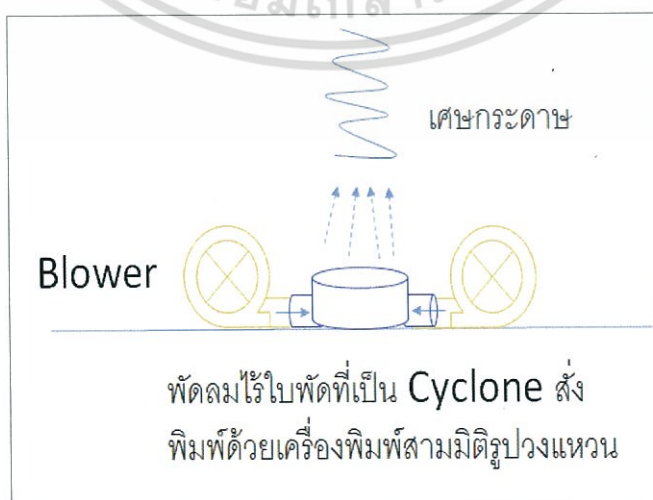 เศษกระดาษ
Blower
พัดลมไร้ใบพัดที่เป็น Cyclone สั่ง
พิมพ์ด้วยเครื่องพิมพ์สามมิติรูปวงแหวน